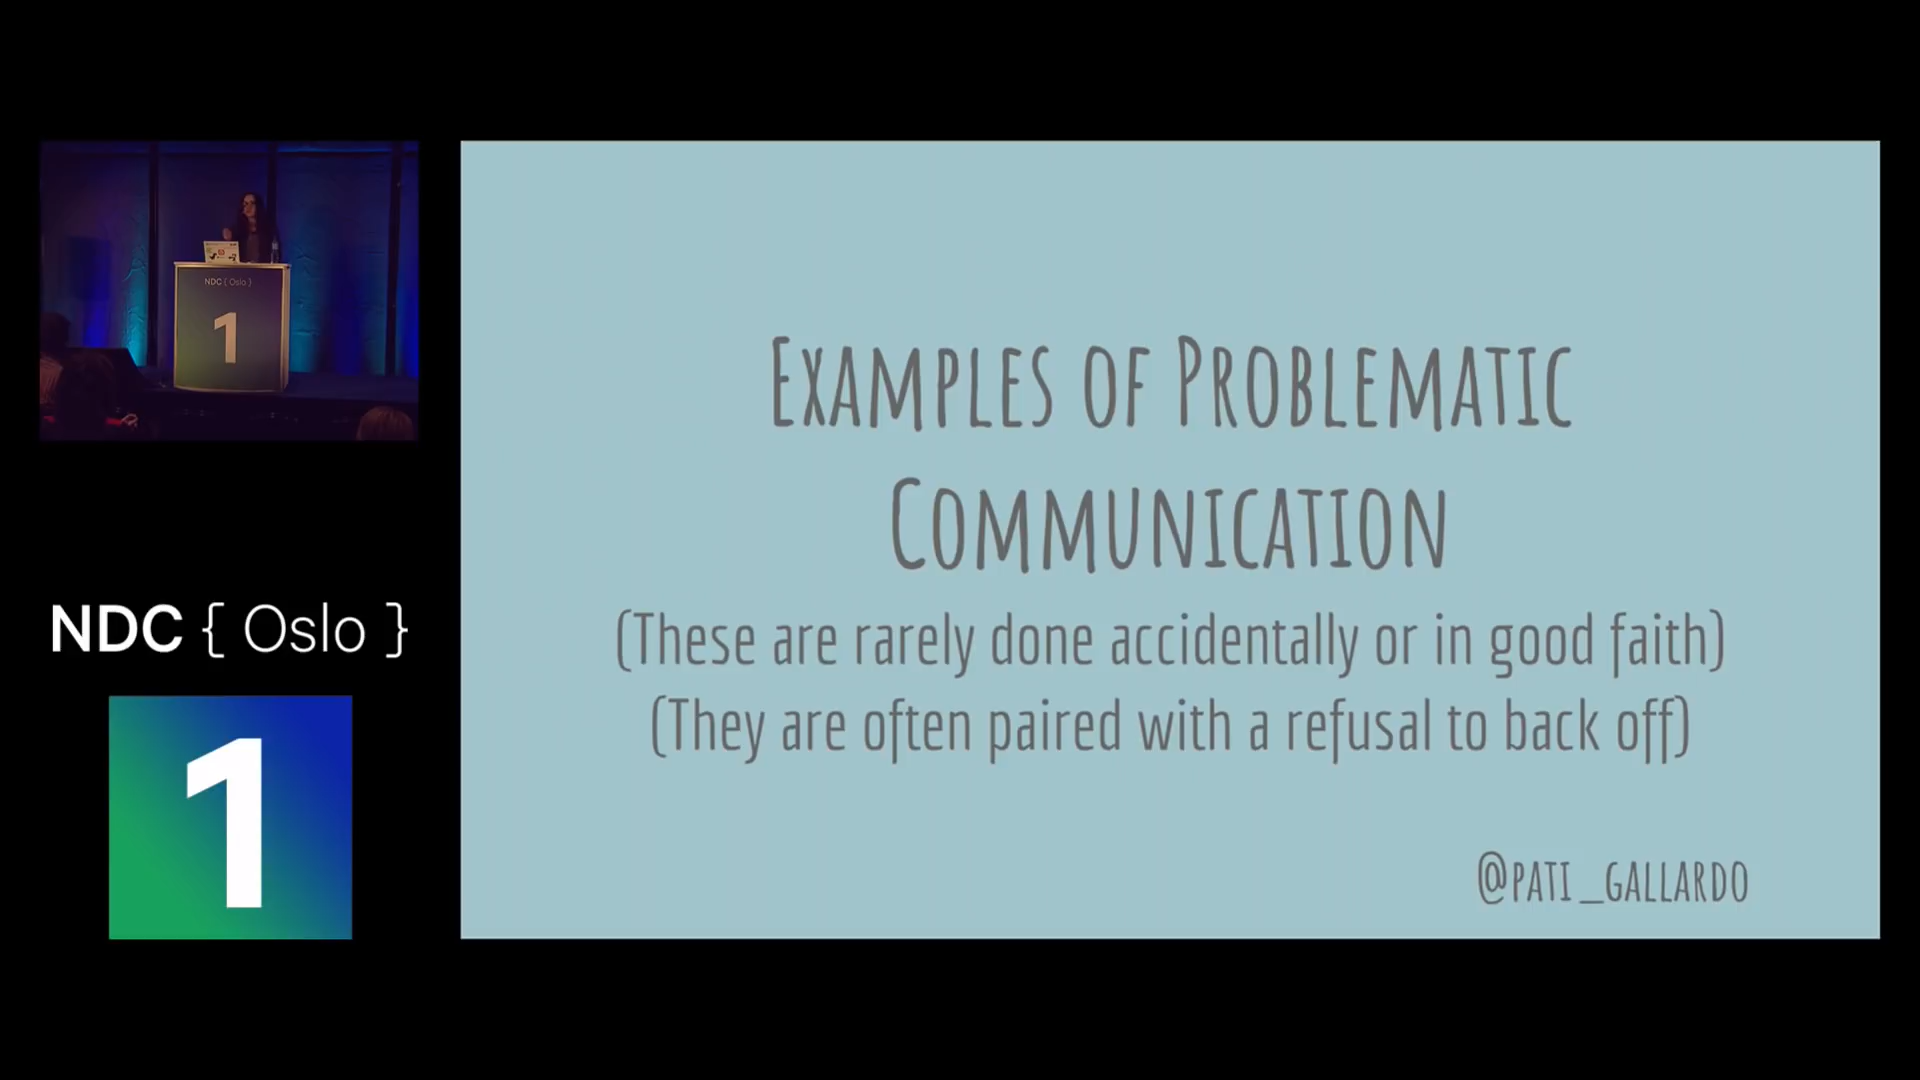 NDC { Oslo }
1
NDC { Oslo }
1
EXAMPLES OF PROBLEMATIC
COMMUNICATION
(These are rarely done accidentally or in good faith)
(They are often paired with a refusal to back off)
@PATI_GALLARDO